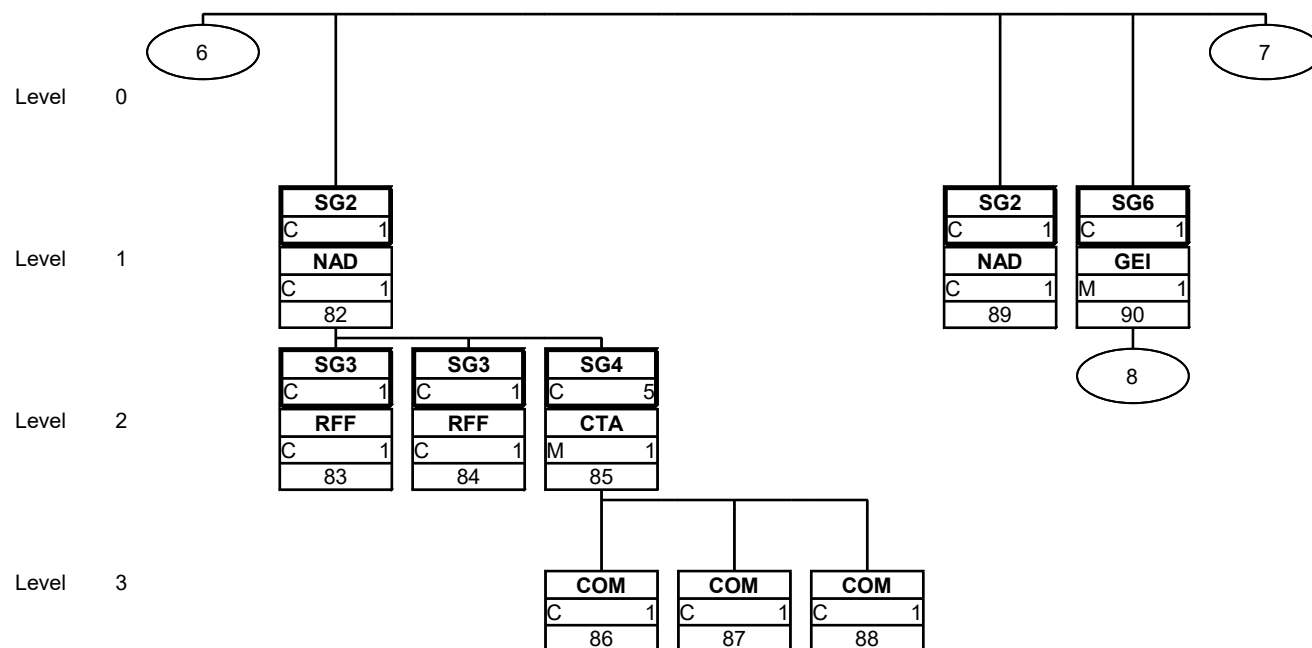 6 7
Level 0
SG2 SG2 SG6
C 1 C 1 C 1
Level 1 NAD NAD GEI
C 1 C 1 M 1
82 89 90
SG3 SG3 SG4 8
C 1 C 1 C 5
Level 2 RFF RFF CTA
C 1 C 1 M 1
83 84 85
Level 3 COM COM COM
C 1 C 1 C 1
86 87 88